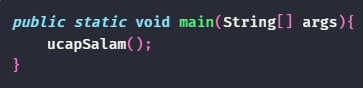 public static void main(String[] args){
    ucapSalam();
}